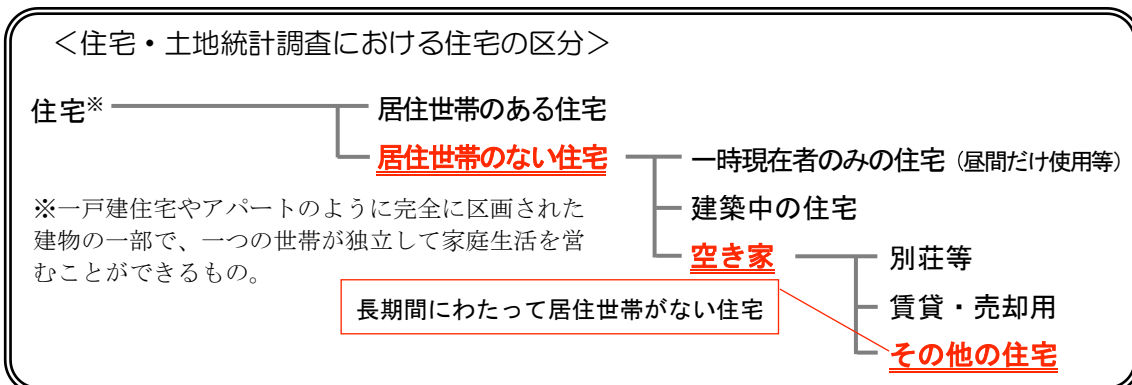 <住宅・土地統計調査における住宅の区分>
住宅※
居住世帯のある住宅
居住世帯のない住宅
一時現在者のみの住宅（昼間だけ使用等）
建築中の住宅
空き家
別荘等
賃貸・売却用
その他の住宅
※一戸建住宅やアパートのように完全に区画された
建物の一部で、一つの世帯が独立して家庭生活を営
むことができるもの。
長期間にわたって居住世帯がない住宅